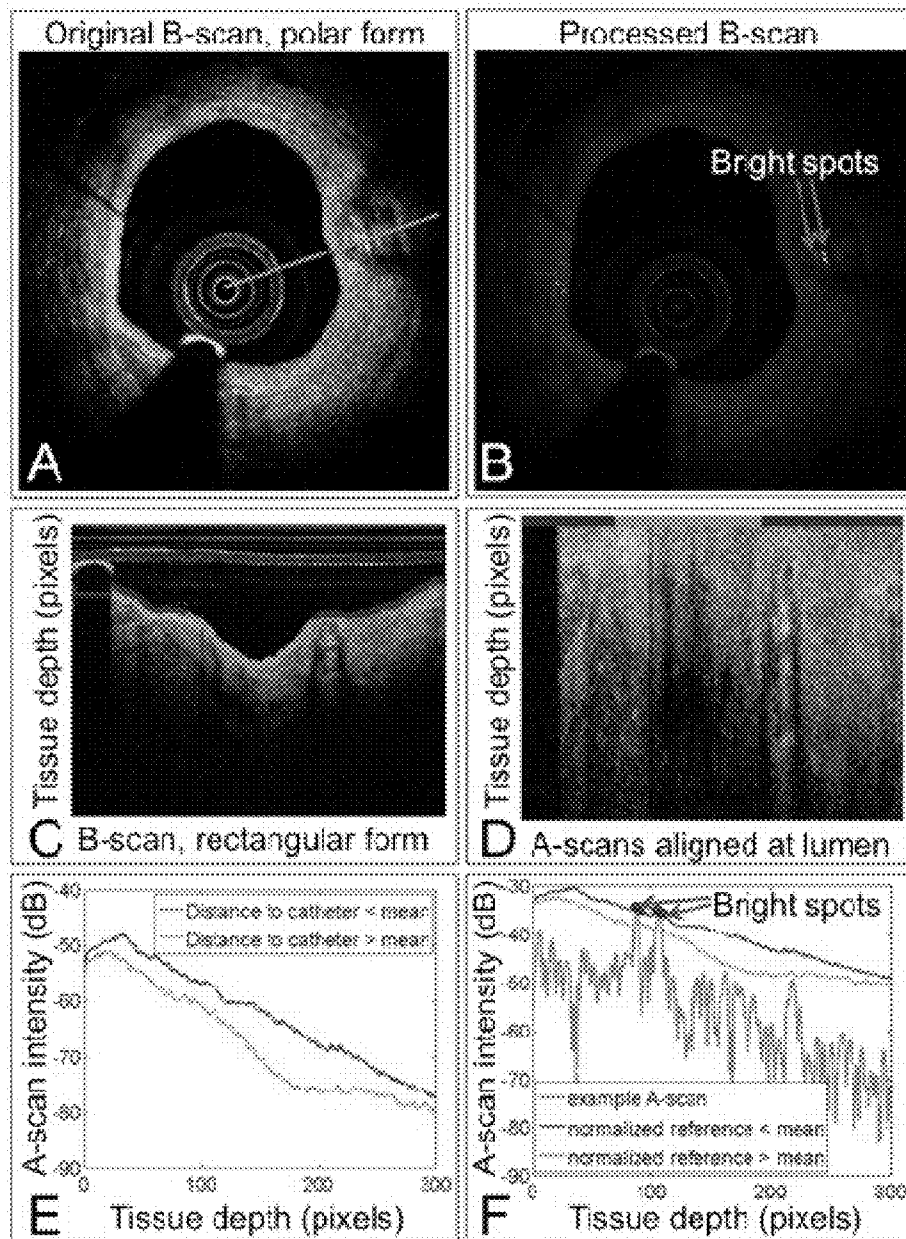 Original B-scan, polar form
A
Processed B-scan
Bright spots
B
Tissue depth (pixels)
C B-scan, rectangular form
Tissue depth (pixels)
D A-scans aligned at lumen
A-scan intensity (dB)
-40
-50
-60
-70
-80
-90
Distance to catheter < mean
Distance to catheter > mean
0 100 200 300
E Tissue depth (pixels)
A-scan intensity (dB)
-30
-40
-50
-60
-70
-80
-90
Bright spots
example A-scan
normalized reference < mean
normalized reference > mean
0 100 200 300
F Tissue depth (pixels)